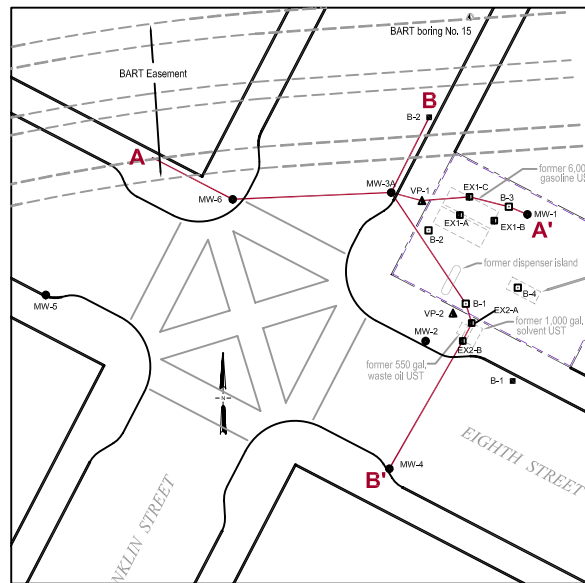 BART boring No. 15
BART Easement
B
B-2
A
MW-3A
VP-1
EX1-C
former 6,00
gasoline UST
MW-6
B-3
MW-1
EX1-A
EX1-B
A'
B-2
former dispenser island
B-4
MW-5
B-1
VP-2
EX2-A
former 1,000 gal.
solvent UST
MW-2
EX2-B
former 550 gal.
waste oil UST
B-1
N
EIGHTH STREET
MW-4
B'
NKLIN STREET